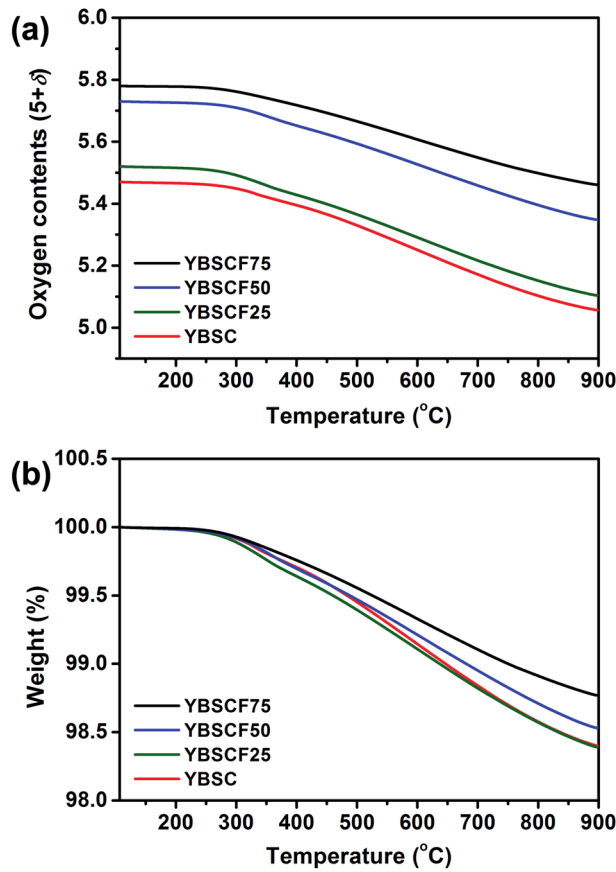 (a)
6.0
5.8
5.6
5.4
5.2
5.0
Oxygen contents (5+δ)
YBSCF75
YBSCF50
YBSCF25
YBSC
200 300 400 500 600 700 800 900
Temperature (°C)
(b)
100.5
100.0
99.5
99.0
98.5
98.0
Weight (%)
YBSCF75
YBSCF50
YBSCF25
YBSC
200 300 400 500 600 700 800 900
Temperature (°C)